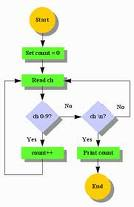 Start
Set count = 0
Read ch
ch 0-9?
No
ch \n?
No
Yes
Yes
count++
Print count
End